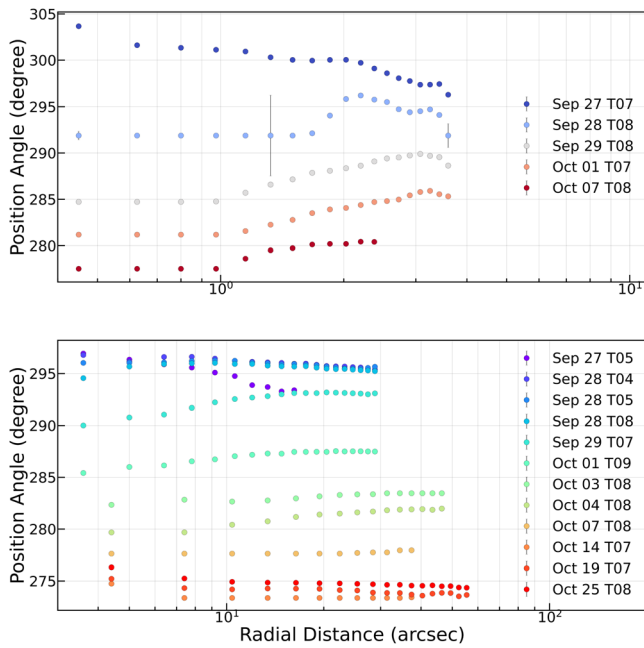 305
300
295
290
285
280
Position Angle (degree)
10⁰
10¹
Sep 27 T07
Sep 28 T08
Sep 29 T08
Oct 01 T07
Oct 07 T08
295
290
285
280
275
Position Angle (degree)
10¹
10²
Radial Distance (arcsec)
Sep 27 T05
Sep 28 T04
Sep 28 T05
Sep 28 T08
Sep 29 T07
Oct 01 T09
Oct 03 T08
Oct 04 T08
Oct 07 T08
Oct 14 T07
Oct 19 T07
Oct 25 T08